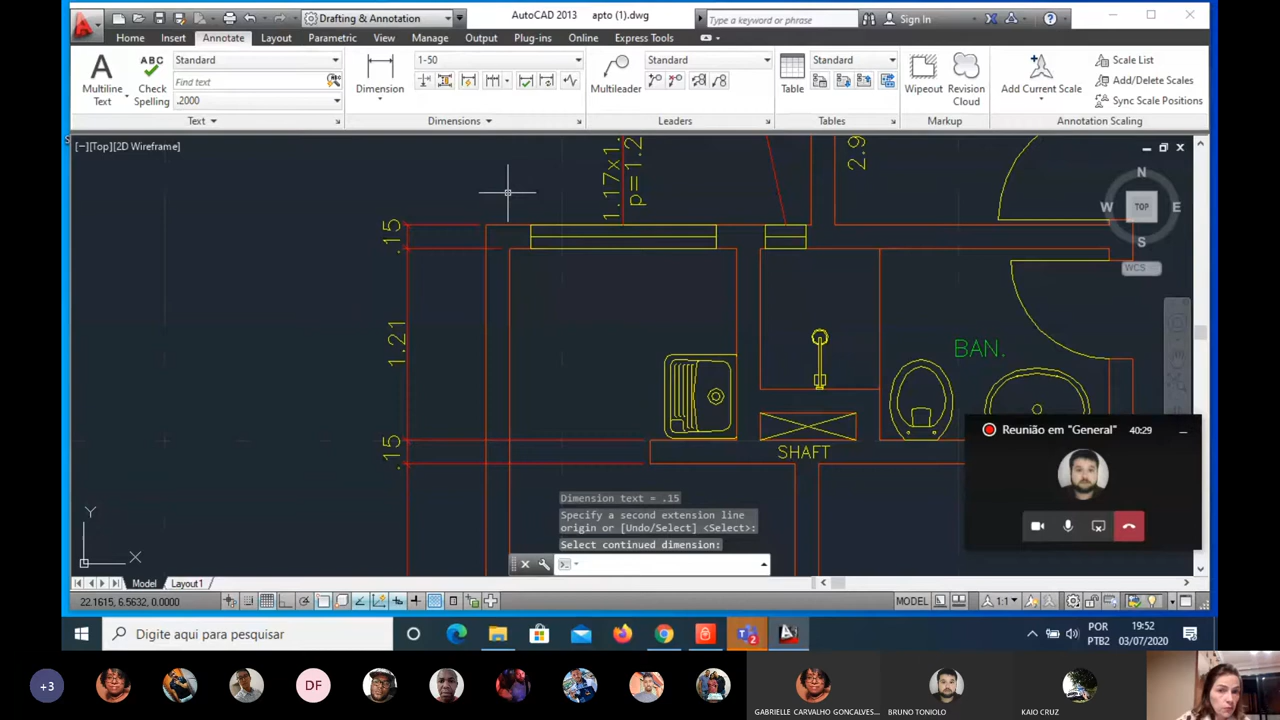 Drafting & Annotation
AutoCAD 2013 apto (1).dwg
Type a keyword or phrase
Sign In
Home Insert Annotate Layout Parametric View Manage Output Plug-ins Online Express Tools
Multiline Text
ABC
Check Spelling
Standard
Find text
.2000
Text
Dimension
1-50
Dimensions
Multileader
Standard
Leaders
Table
Standard
Tables
Wipeout
Revision Cloud
Markup
Add Current Scale
Scale List
Add/Delete Scales
Sync Scale Positions
Annotation Scaling
[−][Top][2D Wireframe]
1.17x1.
p= 1.2
2.9
N
W TOP E
S
WCS
.15
1.21
.15
BAN.
SHAFT
Y
X
Reunião em "General" 40:29
Dimension text = .15
Specify a second extension line
origin or [Undo/Select] <Select>:
Select continued dimension:
Model Layout1
22.1615, 6.5632, 0.0000
MODEL
1:1
Digite aqui para pesquisar
2
POR
PTB2
19:52
03/07/2020
+3
DF
GABRIELLE CARVALHO GONCALVES...
BRUNO TONIOLO
KAIO CRUZ